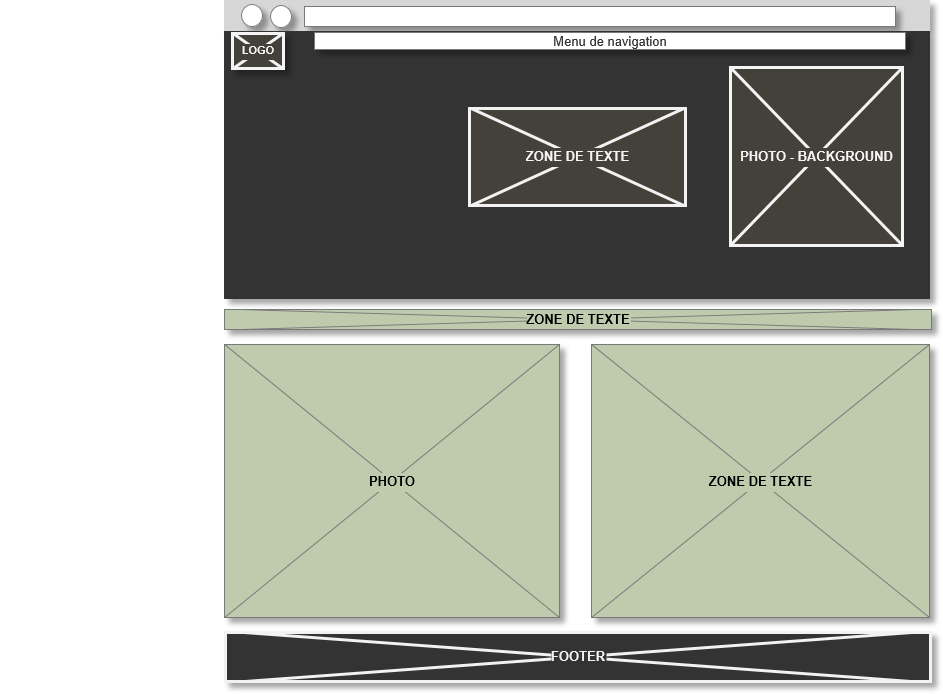 Menu de navigation
LOGO
ZONE DE TEXTE
PHOTO - BACKGROUND
ZONE DE TEXTE
PHOTO
ZONE DE TEXTE
FOOTER